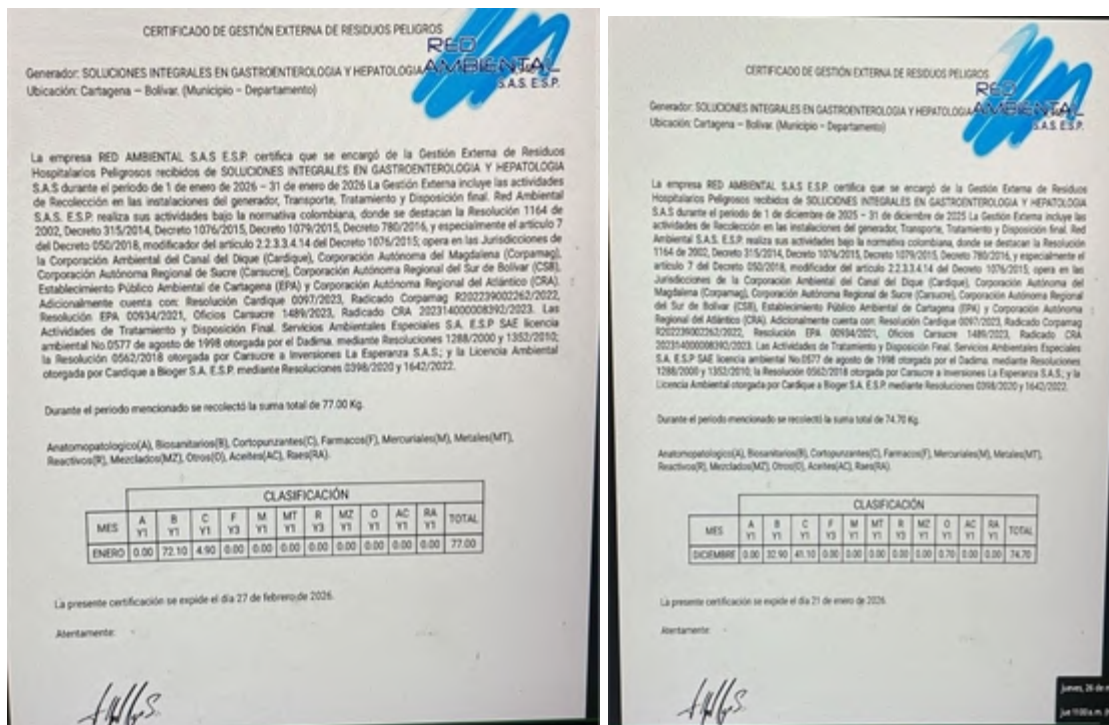 CERTIFICADO DE GESTIÓN EXTERNA DE RESIDUOS PELIGROS
RED
AMBIENTAL
S.A.S. E.S.P.
Generador: SOLUCIONES INTEGRALES EN GASTROENTEROLOGIA Y HEPATOLOGIA
Ubicación: Cartagena – Bolívar. (Municipio - Departamento)
La empresa RED AMBIENTAL S.A.S E.S.P. certifica que se encargó de la Gestión Externa de Residuos
Hospitalarios Peligrosos recibidos de SOLUCIONES INTEGRALES EN GASTROENTEROLOGIA Y HEPATOLOGIA
S.A.S durante el periodo de 1 de enero de 2026 – 31 de enero de 2026 La Gestión Externa incluye las actividades
de Recolección en las instalaciones del generador, Transporte, Tratamiento y Disposición final. Red Ambiental
S.A.S. E.S.P. realiza sus actividades bajo la normativa colombiana, donde se destacan la Resolución 1164 de
2002, Decreto 315/2014, Decreto 1076/2015, Decreto 1079/2015, Decreto 780/2016, y especialmente el artículo 7
del Decreto 050/2018, modificador del artículo 2.2.3.3.4.14 del Decreto 1076/2015; opera en las Jurisdicciones de
la Corporación Ambiental del Canal del Dique (Cardique), Corporación Autónoma del Magdalena (Corpamag),
Corporación Autónoma Regional de Sucre (Carsucre), Corporación Autónoma Regional del Sur de Bolívar (CSB),
Establecimiento Público Ambiental de Cartagena (EPA) y Corporación Autónoma Regional del Atlántico (CRA).
Adicionalmente cuenta con: Resolución Cardique 0097/2023, Radicado Corpamag R202239002262/2022,
Resolución EPA 00934/2021, Oficios Carsucre 1489/2023, Radicado CRA 202314000008392/2023. Las
Actividades de Tratamiento y Disposición Final. Servicios Ambientales Especiales S.A. E.S.P SAE licencia
ambiental No.0577 de agosto de 1998 otorgada por el Dadima. mediante Resoluciones 1288/2000 y 1352/2010;
la Resolución 0562/2018 otorgada por Carsucre a Inversiones La Esperanza S.A.S.; y la Licencia Ambiental
otorgada por Cardique a Bioger S.A. E.S.P. mediante Resoluciones 0398/2020 y 1642/2022.
Durante el periodo mencionado se recolectó la suma total de 77.00 Kg.
Anatomopatologico(A), Biosanitarios(B), Cortopunzantes(C), Farmacos(F), Mercuriales(M), Metales(MT),
Reactivos(R), Mezclados(MZ), Otros(O), Aceites(AC), Raes(RA).
CLASIFICACIÓN
MES A Y1 B Y1 C Y1 F Y3 M Y1 MT Y1 R Y3 MZ Y1 O Y1 AC Y1 RA Y1 TOTAL
ENERO 0.00 72.10 4.90 0.00 0.00 0.00 0.00 0.00 0.00 0.00 0.00 77.00
La presente certificación se expide el día 27 de febrero de 2026.
Atentamente:
CERTIFICADO DE GESTIÓN EXTERNA DE RESIDUOS PELIGROS
RED
AMBIENTAL
S.A.S. E.S.P.
Generador: SOLUCIONES INTEGRALES EN GASTROENTEROLOGIA Y HEPATOLOGIA
Ubicación: Cartagena – Bolívar. (Municipio - Departamento)
La empresa RED AMBIENTAL S.A.S E.S.P. certifica que se encargó de la Gestión Externa de Residuos
Hospitalarios Peligrosos recibidos de SOLUCIONES INTEGRALES EN GASTROENTEROLOGIA Y HEPATOLOGIA
S.A.S durante el periodo de 1 de diciembre de 2025 – 31 de diciembre de 2025 La Gestión Externa incluye las
actividades de Recolección en las instalaciones del generador, Transporte, Tratamiento y Disposición final. Red
Ambiental S.A.S. E.S.P. realiza sus actividades bajo la normativa colombiana, donde se destacan la Resolución
1164 de 2002, Decreto 315/2014, Decreto 1076/2015, Decreto 1079/2015, Decreto 780/2016, y especialmente el
artículo 7 del Decreto 050/2018, modificador del artículo 2.2.3.3.4.14 del Decreto 1076/2015; opera en las
Jurisdicciones de la Corporación Ambiental del Canal del Dique (Cardique), Corporación Autónoma del
Magdalena (Corpamag), Corporación Autónoma Regional de Sucre (Carsucre), Corporación Autónoma Regional
del Sur de Bolívar (CSB), Establecimiento Público Ambiental de Cartagena (EPA) y Corporación Autónoma
Regional del Atlántico (CRA). Adicionalmente cuenta con: Resolución Cardique 0097/2023, Radicado Corpamag
R202239002262/2022, Resolución EPA 00934/2021, Oficios Carsucre 1489/2023, Radicado CRA
202314000008392/2023. Las Actividades de Tratamiento y Disposición Final. Servicios Ambientales Especiales
S.A. E.S.P SAE licencia ambiental No.0577 de agosto de 1998 otorgada por el Dadima. mediante Resoluciones
1288/2000 y 1352/2010; la Resolución 0562/2018 otorgada por Carsucre a Inversiones La Esperanza S.A.S.; y la
Licencia Ambiental otorgada por Cardique a Bioger S.A. E.S.P. mediante Resoluciones 0398/2020 y 1642/2022.
Durante el periodo mencionado se recolectó la suma total de 74.70 Kg.
Anatomopatologico(A), Biosanitarios(B), Cortopunzantes(C), Farmacos(F), Mercuriales(M), Metales(MT),
Reactivos(R), Mezclados(MZ), Otros(O), Aceites(AC), Raes(RA).
CLASIFICACIÓN
MES A Y1 B Y1 C Y1 F Y3 M Y1 MT Y1 R Y3 MZ Y1 O Y1 AC Y1 RA Y1 TOTAL
DICIEMBRE 0.00 32.90 41.10 0.00 0.00 0.00 0.00 0.00 0.70 0.00 0.00 74.70
La presente certificación se expide el día 21 de enero de 2026.
Atentamente:
jueves, 26 de
jue 11:00 a.m.